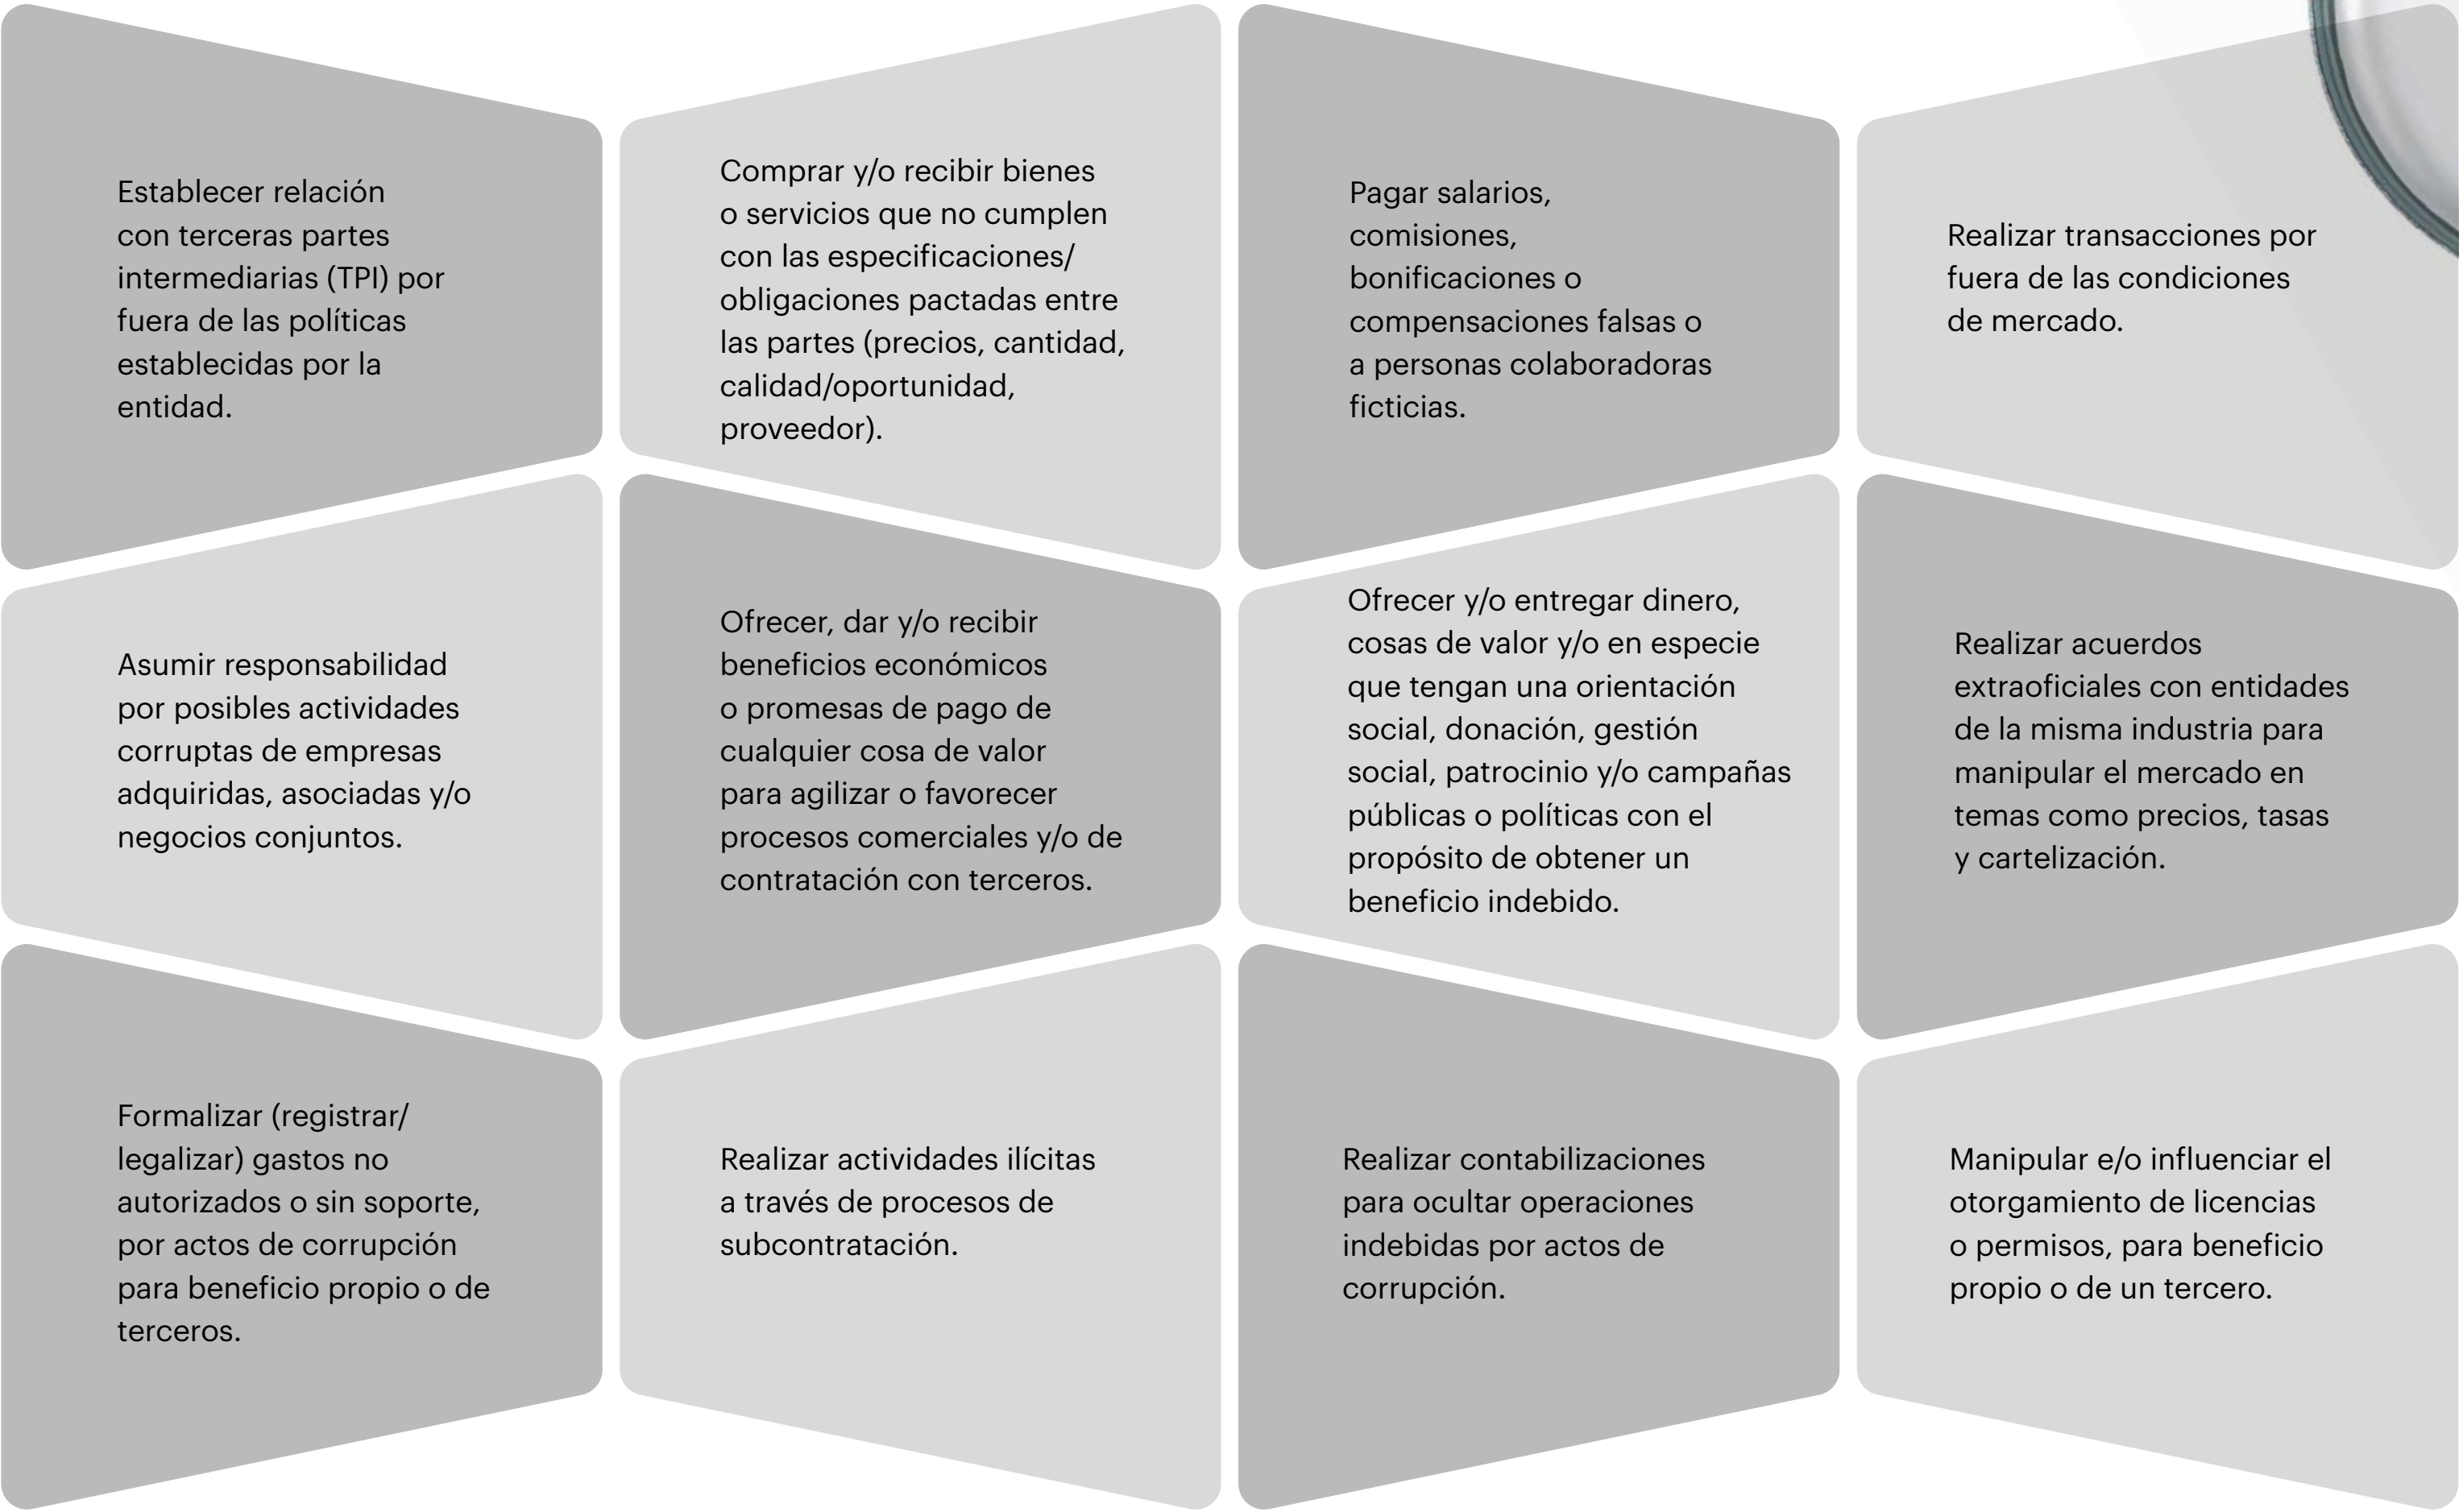 Establecer relación
con terceras partes
intermediarias (TPI) por
fuera de las políticas
establecidas por la
entidad.
Comprar y/o recibir bienes
o servicios que no cumplen
con las especificaciones/
obligaciones pactadas entre
las partes (precios, cantidad,
calidad/oportunidad,
proveedor).
Pagar salarios,
comisiones,
bonificaciones o
compensaciones falsas o
a personas colaboradoras
ficticias.
Realizar transacciones por
fuera de las condiciones
de mercado.
Asumir responsabilidad
por posibles actividades
corruptas de empresas
adquiridas, asociadas y/o
negocios conjuntos.
Ofrecer, dar y/o recibir
beneficios económicos
o promesas de pago de
cualquier cosa de valor
para agilizar o favorecer
procesos comerciales y/o de
contratación con terceros.
Ofrecer y/o entregar dinero,
cosas de valor y/o en especie
que tengan una orientación
social, donación, gestión
social, patrocinio y/o campañas
públicas o políticas con el
propósito de obtener un
beneficio indebido.
Realizar acuerdos
extraoficiales con entidades
de la misma industria para
manipular el mercado en
temas como precios, tasas
y cartelización.
Formalizar (registrar/
legalizar) gastos no
autorizados o sin soporte,
por actos de corrupción
para beneficio propio o de
terceros.
Realizar actividades ilícitas
a través de procesos de
subcontratación.
Realizar contabilizaciones
para ocultar operaciones
indebidas por actos de
corrupción.
Manipular e/o influenciar el
otorgamiento de licencias
o permisos, para beneficio
propio o de un tercero.